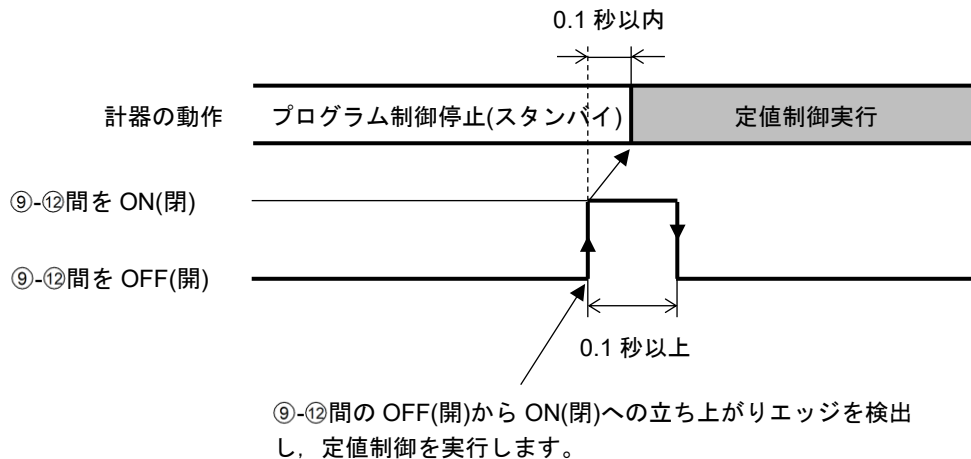 0.1 秒以内
計器の動作
プログラム制御停止(スタンバイ)
定値制御実行
⑨-⑫間を ON(閉)
⑨-⑫間を OFF(開)
0.1 秒以上
⑨-⑫間の OFF(開)から ON(閉)への立ち上がりエッジを検出
し，定値制御を実行します。